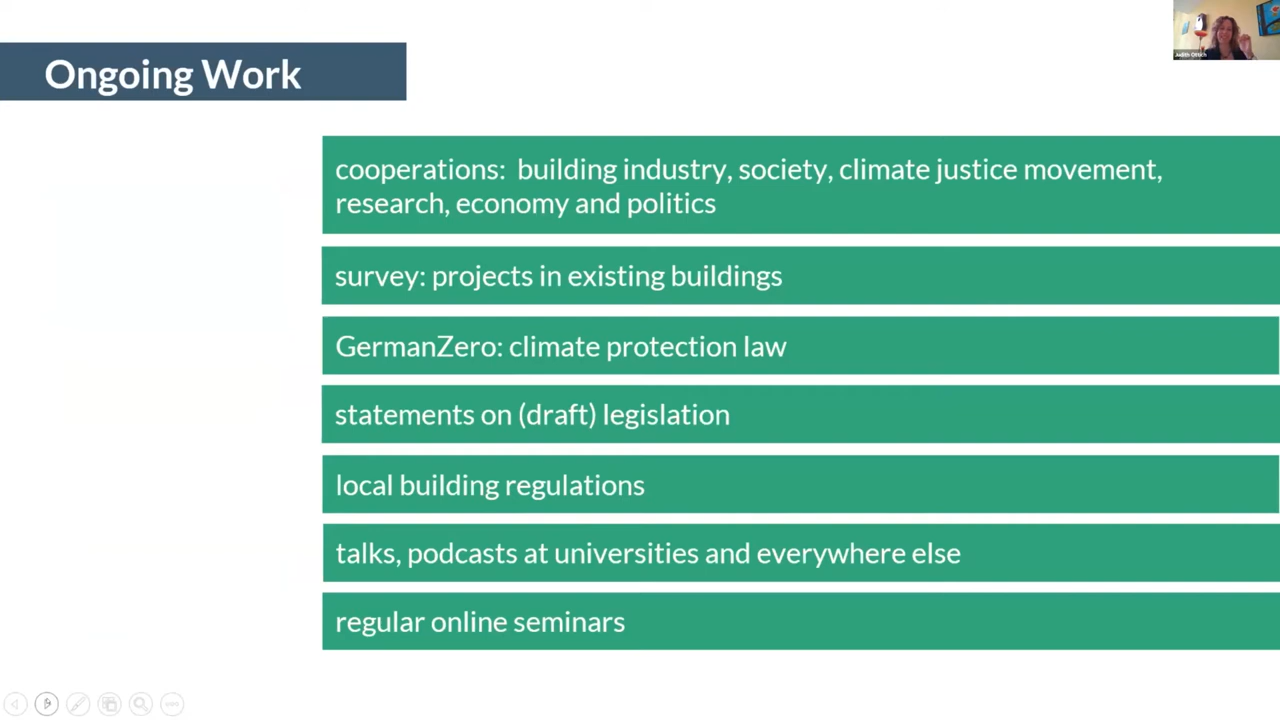 Ongoing Work
cooperations: building industry, society, climate justice movement,
research, economy and politics
survey: projects in existing buildings
GermanZero: climate protection law
statements on (draft) legislation
local building regulations
talks, podcasts at universities and everywhere else
regular online seminars